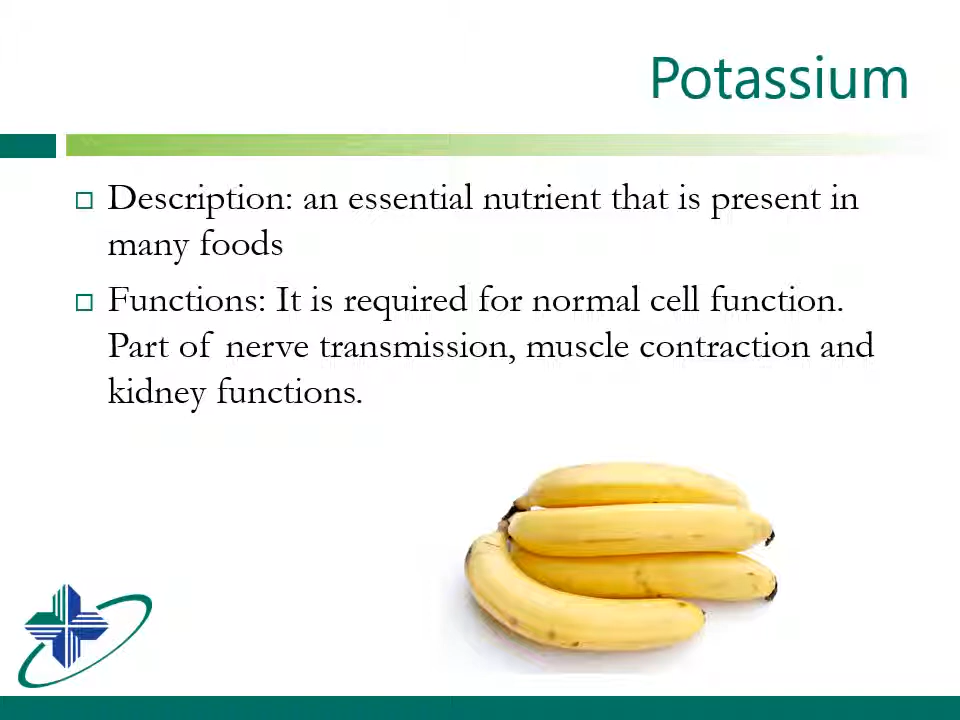 Potassium
Description: an essential nutrient that is present in
many foods
Functions: It is required for normal cell function.
Part of nerve transmission, muscle contraction and
kidney functions.